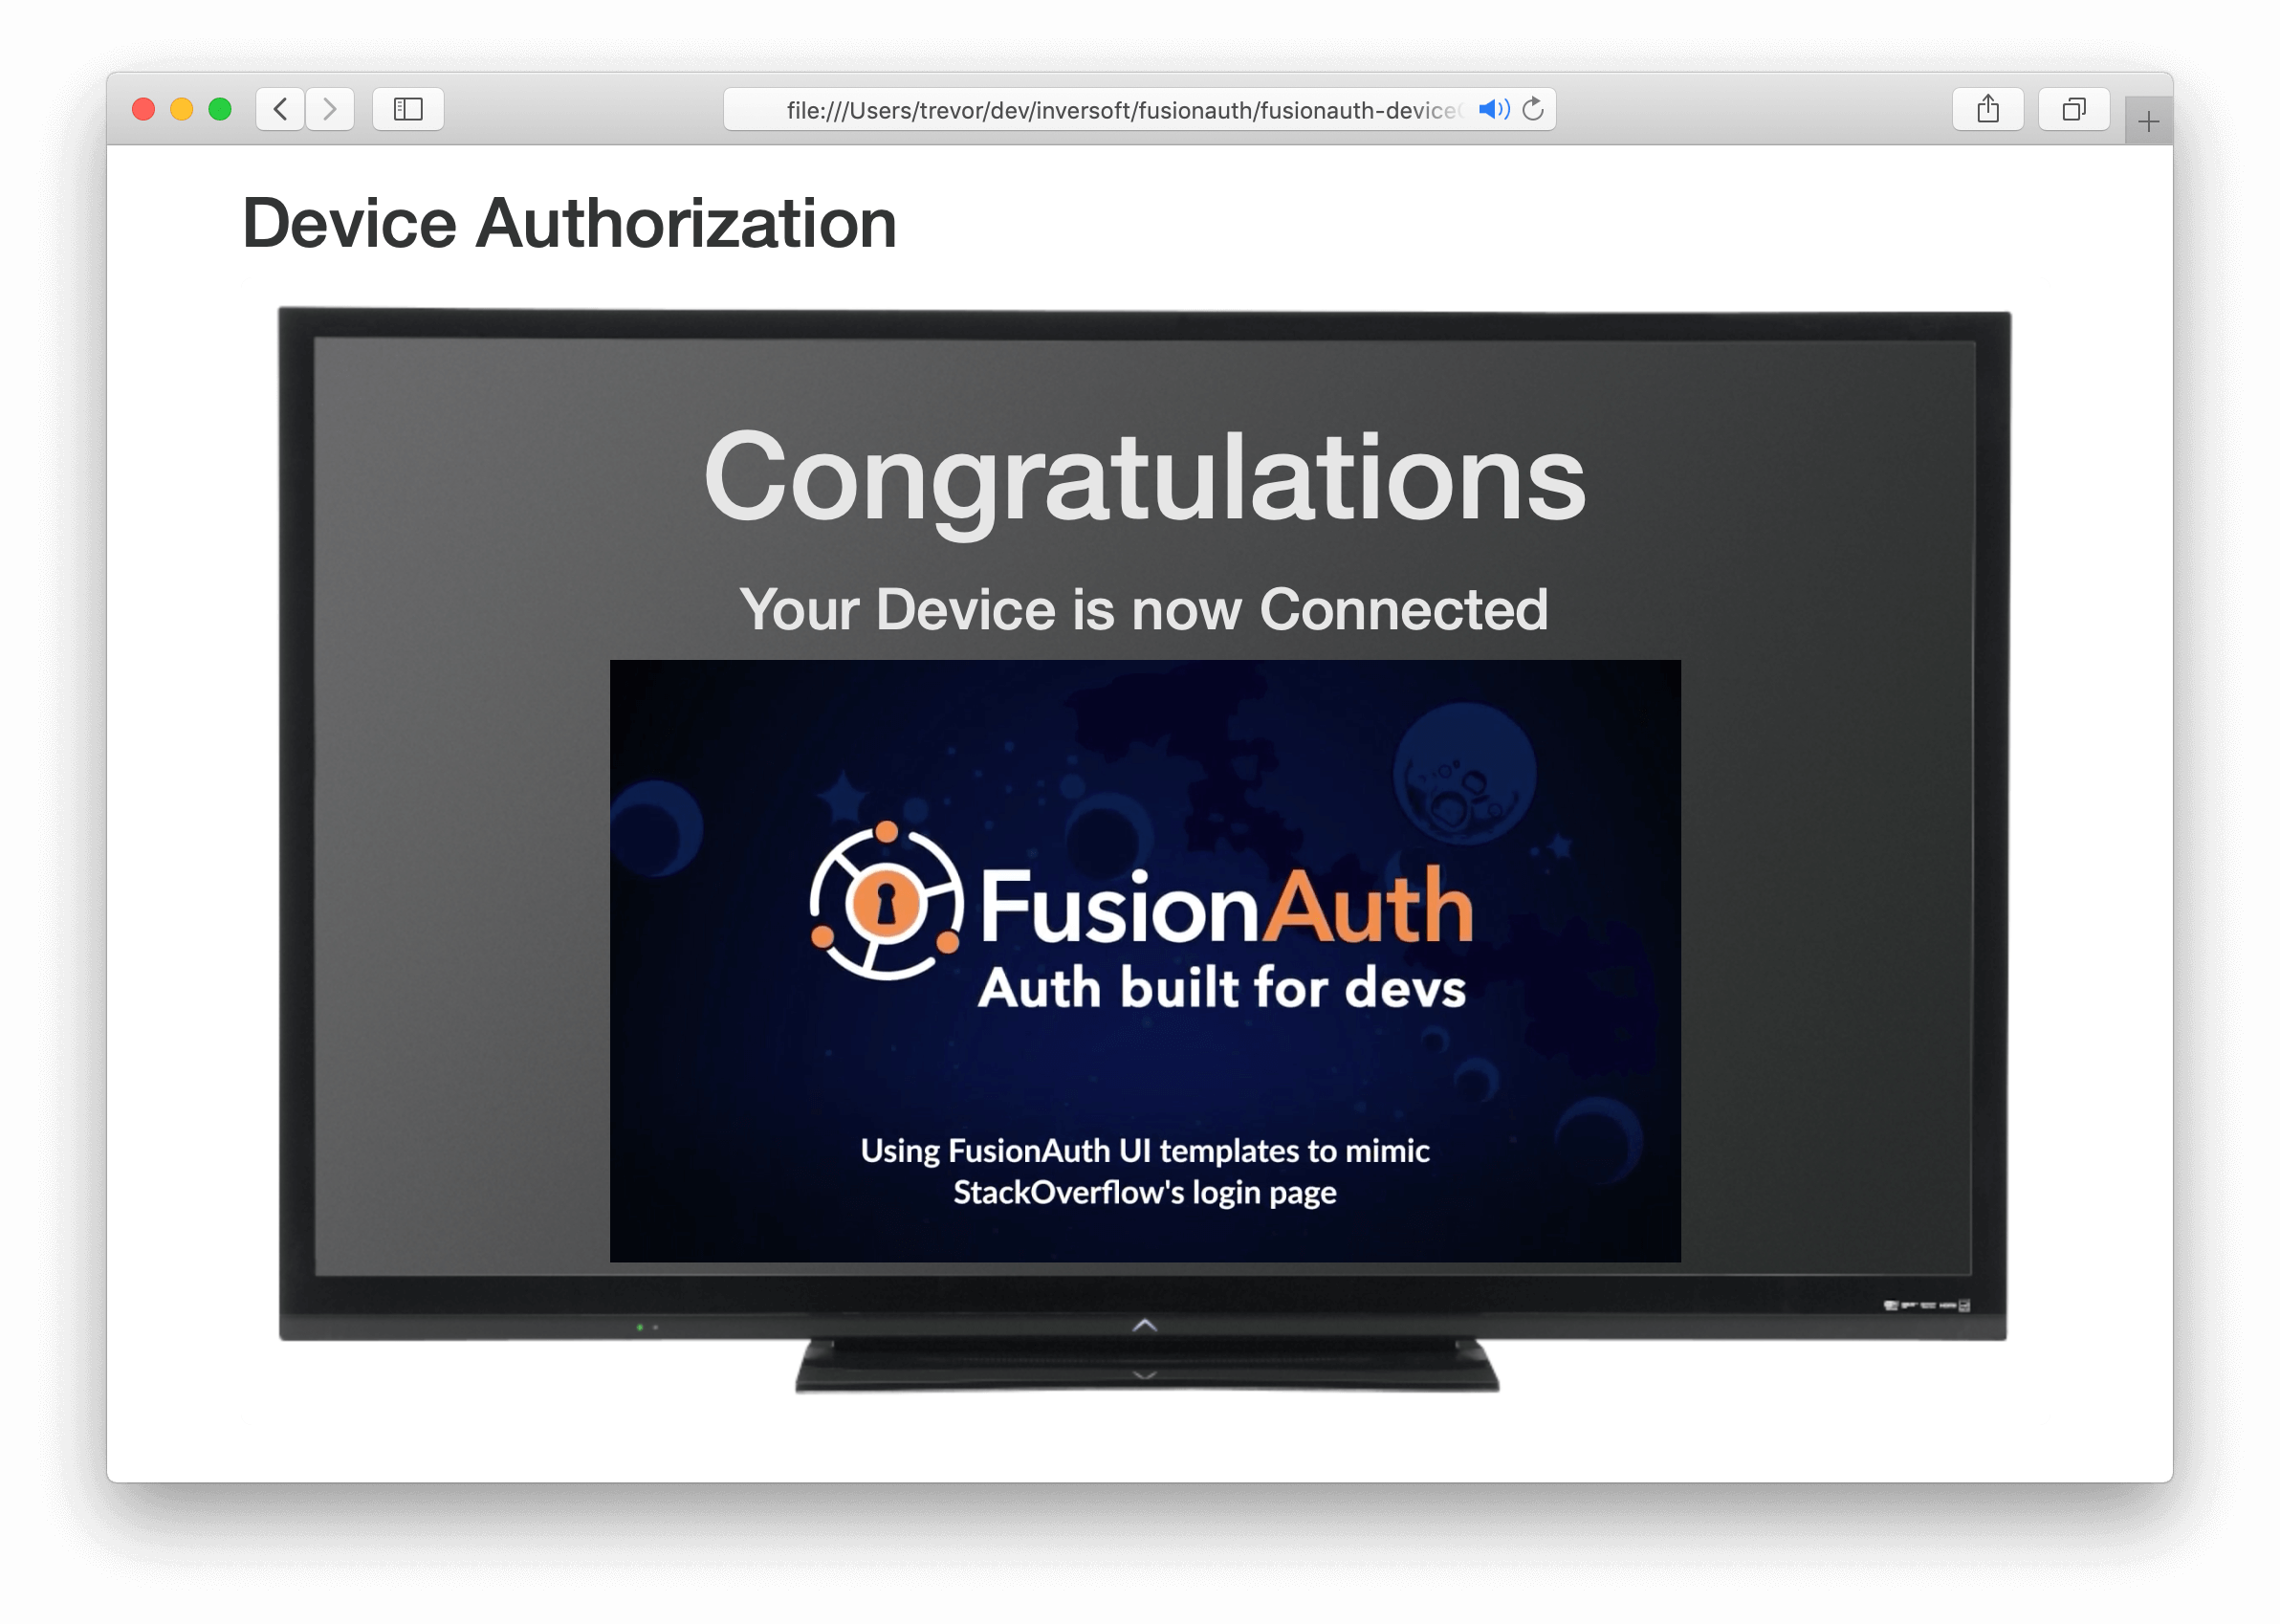 file:///Users/trevor/dev/inversoft/fusionauth/fusionauth-device
Device Authorization
Congratulations
Your Device is now Connected
FusionAuth
Auth built for devs
Using FusionAuth UI templates to mimic
StackOverflow's login page